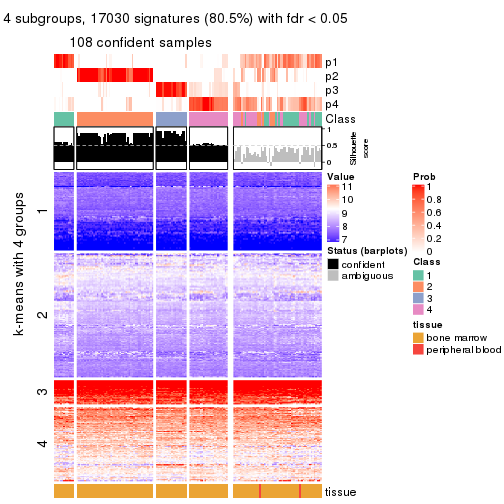 4 subgroups, 17030 signatures (80.5%) with fdr < 0.05
108 confident samples
p1
p2
p3
p4
Class
1
0.5
0
Silhouette
score
k-means with 4 groups
1
2
3
4
tissue
Value
11
10
9
8
7
Status (barplots)
confident
ambiguous
Prob
1
0.8
0.6
0.4
0.2
0
Class
1
2
3
4
tissue
bone marrow
peripheral blood